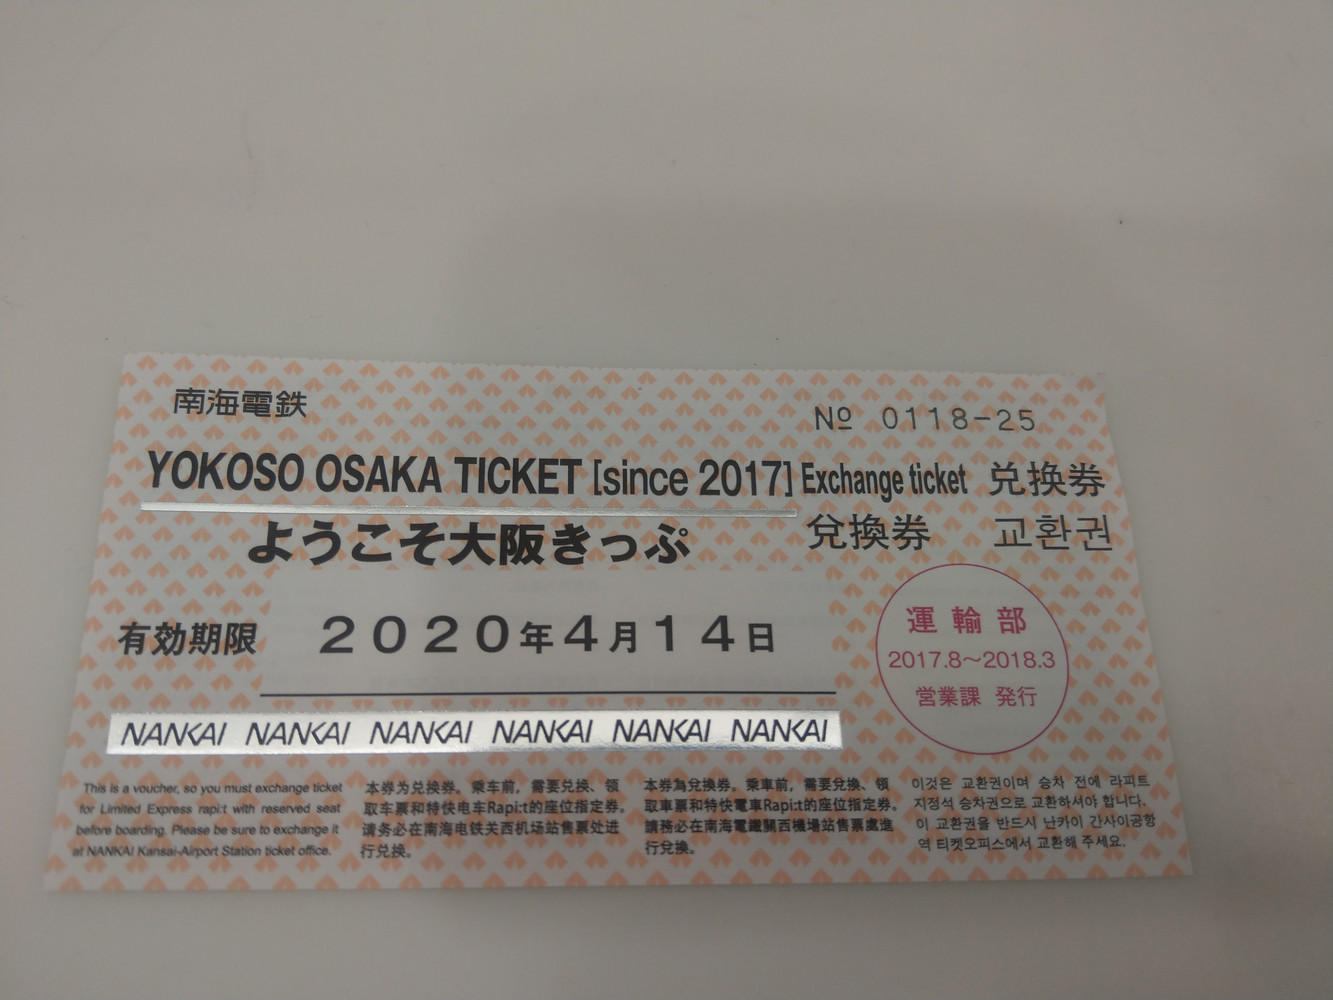 南海電鉄
№ 0118-25
YOKOSO OSAKA TICKET [since 2017] Exchange ticket 兑换券
ようこそ大阪きっぷ 兌換券 교환권
有効期限 2020年4月14日
運輸部
2017.8～2018.3
営業課 発行
NANKAI NANKAI NANKAI NANKAI NANKAI NANKAI
This is a voucher, so you must exchange ticket
for Limited Express rapi:t with reserved seat
before boarding. Please be sure to exchange it
at NANKAI Kansai-Airport Station ticket office.
本券为兑换券。乘车前，需要兑换、领
取车票和特快电车Rapi:t的座位指定券。
请务必在南海电铁关西机场站售票处进
行兑换。
本券為兌換券。乘車前，需要兌換、領
取車票和特快電車Rapi:t的座位指定券。
請務必在南海電鐵關西機場站售票處進
行兌換。
이것은 교환권이며 승차 전에 라피트
지정석 승차권으로 교환하셔야 합니다.
이 교환권을 반드시 난카이 간사이공항
역 티켓오피스에서 교환해 주세요.